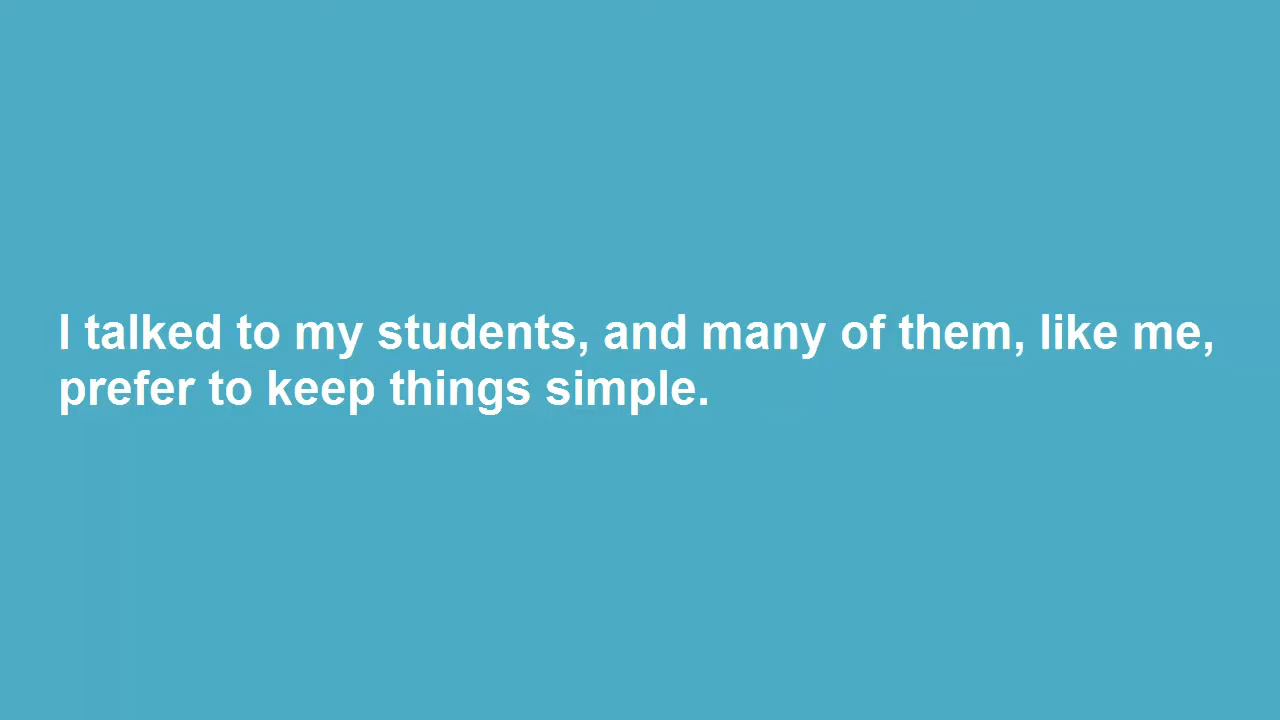 I talked to my students, and many of them, like me,
prefer to keep things simple.